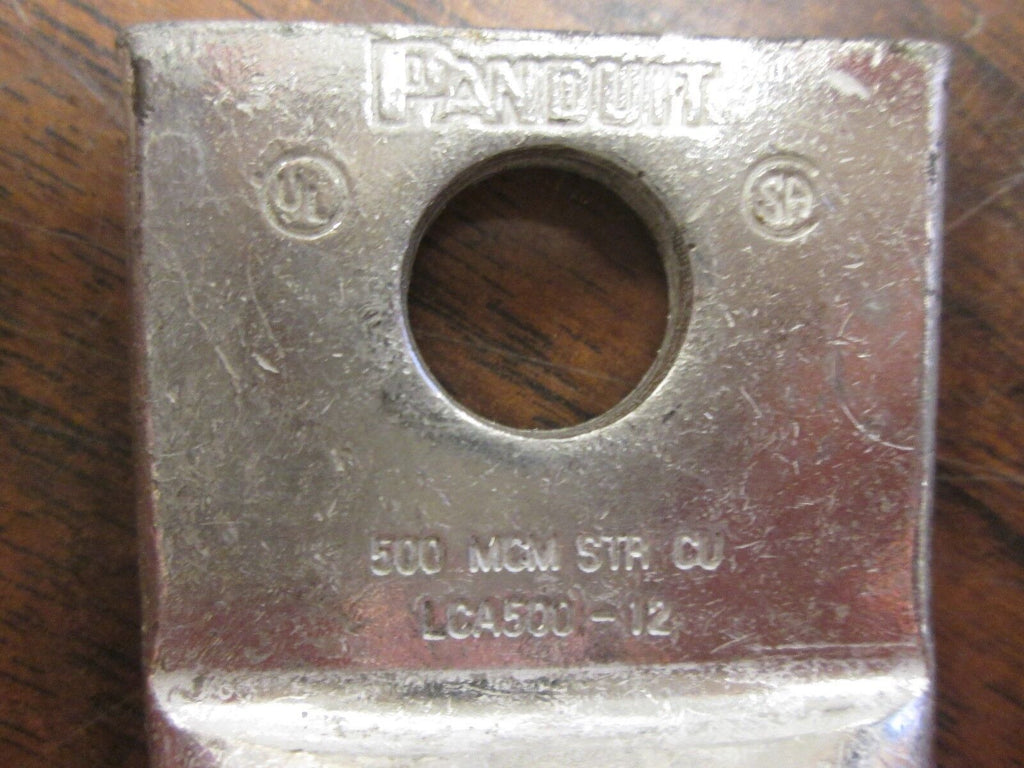 PANDUIT
UL SA
500 MCM STR CU
LCA500-12